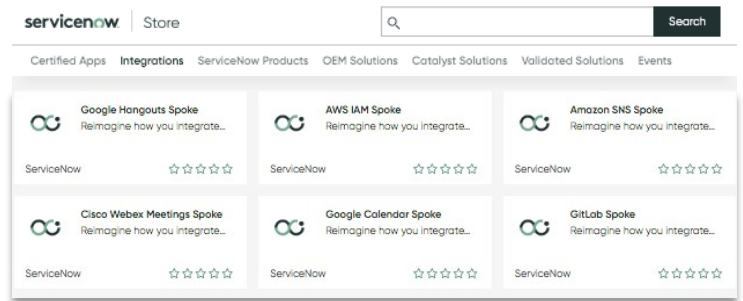 servicenow Store
Search
Certified Apps Integrations ServiceNow Products OEM Solutions Catalyst Solutions Validated Solutions Events
Google Hangouts Spoke
Reimagine how you integrate...
ServiceNow
AWS IAM Spoke
Reimagine how you integrate...
ServiceNow
Amazon SNS Spoke
Reimagine how you integrate...
ServiceNow
Cisco Webex Meetings Spoke
Reimagine how you integrate...
ServiceNow
Google Calendar Spoke
Reimagine how you integrate...
ServiceNow
GitLab Spoke
Reimagine how you integrate...
ServiceNow